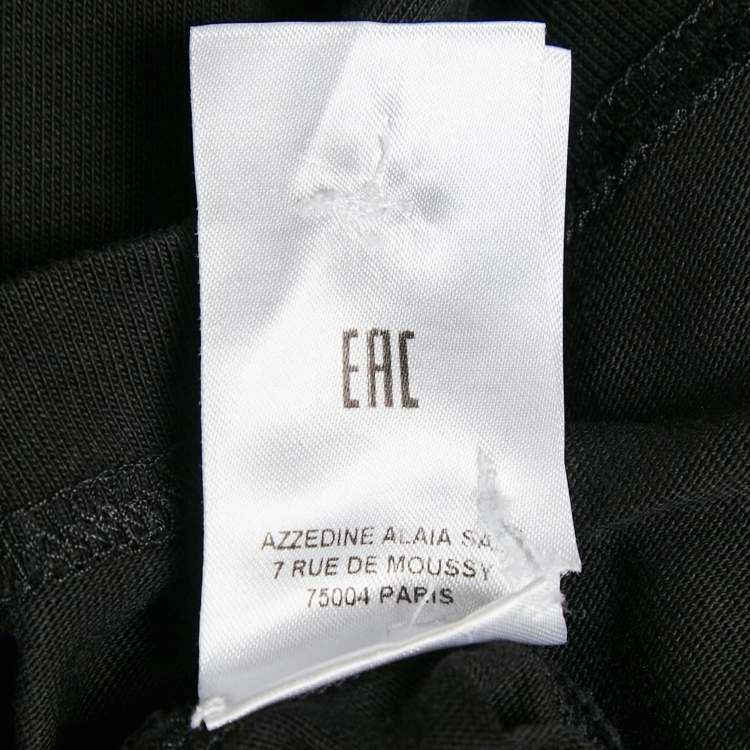 EAC
AZZEDINE ALAIA
7 RUE DE MOUSSY
75004 PARIS